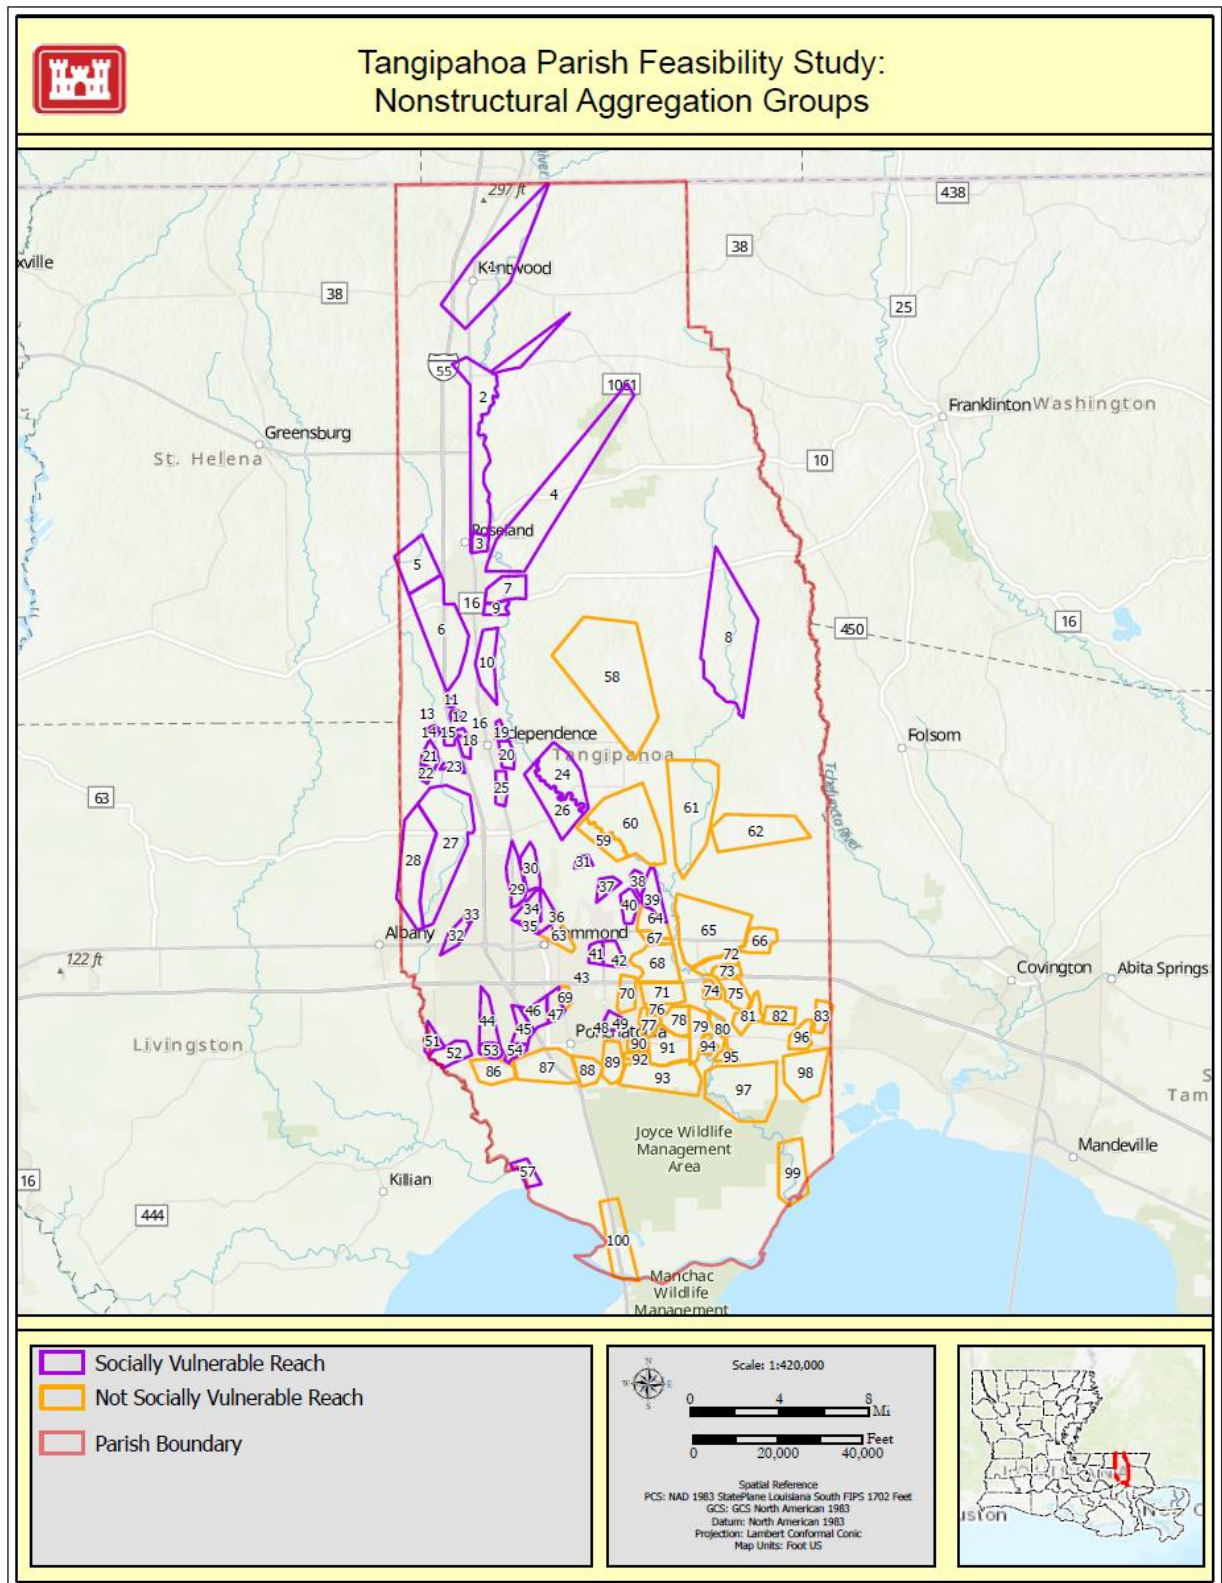 Tangipahoa Parish Feasibility Study:
Nonstructural Aggregation Groups
297 ft
438
38
xville
Kentwood
1
38
25
55
2
1061
Franklinton
Washington
Greensburg
St. Helena
10
4
Roseland
3
5
7
16
9
16
6
8
450
10
58
11
13
12
16
14
15
19
Independence
18
20
Tangipahoa
Folsom
21
24
22
23
25
63
26
61
60
62
59
Tchefuncta River
27
28
31
30
29
37
38
39
40
34
36
33
64
35
65
Albany
32
63
Hammond
67
66
41
42
72
122 ft
68
73
Covington
Abita Springs
43
70
71
74
75
69
46
76
81
82
83
44
47
48
49
77
78
79
80
45
Ponchatoula
51
96
Livingston
52
53
54
90
91
94
95
92
86
87
88
89
93
98
97
S
Tam
Joyce Wildlife
Management
Area
Mandeville
57
99
16
Killian
444
100
Manchac
Wildlife
Management
Socially Vulnerable Reach
Not Socially Vulnerable Reach
Parish Boundary
N
W
E
S
Scale: 1:420,000
0 4 8
Mi
Feet
0 20,000 40,000
Spatial Reference
PCS: NAD 1983 StatePlane Louisiana South FIPS 1702 Feet
GCS: GCS North American 1983
Datum: North American 1983
Projection: Lambert Conformal Conic
Map Units: Foot US
LOUISIANA
uston